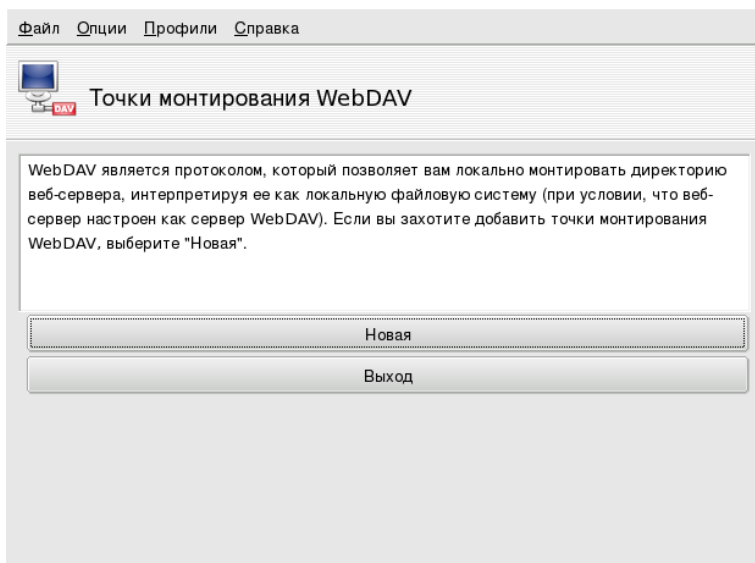 Файл Опции Профили Справка
DAV
Точки монтирования WebDAV
WebDAV является протоколом, который позволяет вам локально монтировать директорию
веб-сервера, интерпретируя ее как локальную файловую систему (при условии, что веб-
сервер настроен как сервер WebDAV). Если вы захотите добавить точки монтирования
WebDAV, выберите "Новая".
Новая
Выход